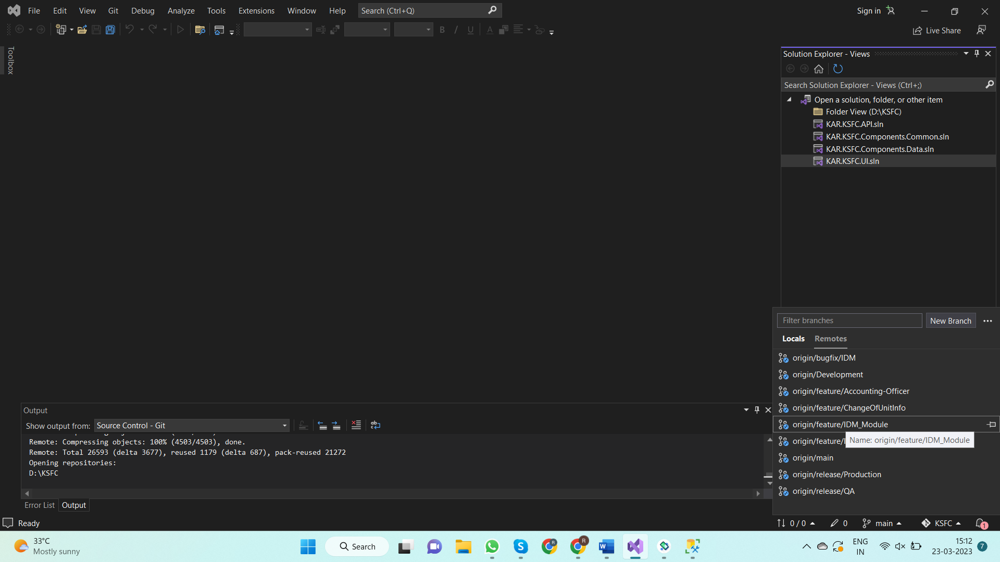 File Edit View Git Debug Analyze Tools Extensions Window Help Search (Ctrl+Q) Sign in
B I U A Live Share
Toolbox
Solution Explorer - Views
Search Solution Explorer - Views (Ctrl+;)
Open a solution, folder, or other item
Folder View (D:\KSFC)
KAR.KSFC.API.sln
KAR.KSFC.Components.Common.sln
KAR.KSFC.Components.Data.sln
KAR.KSFC.UI.sln
Filter branches New Branch
Locals Remotes
origin/bugfix/IDM
origin/Development
origin/feature/Accounting-Officer
origin/feature/ChangeOfUnitInfo
origin/feature/IDM_Module
origin/feature/
Name: origin/feature/IDM_Module
origin/main
origin/release/Production
origin/release/QA
Output
Show output from: Source Control - Git
Remote: Compressing objects: 100% (4503/4503), done.
Remote: Total 26593 (delta 3677), reused 1179 (delta 687), pack-reused 21272
Opening repositories:
D:\KSFC
Error List Output
Ready 0 / 0 0 main KSFC 1
33°C
Mostly sunny
Search
R R
ENG
IN
15:12
23-03-2023
7